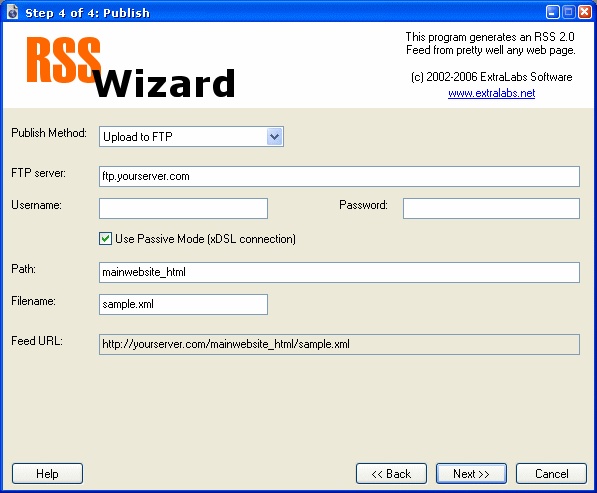 Step 4 of 4: Publish
RSS
Wizard
This program generates an RSS 2.0
Feed from pretty well any web page.
(c) 2002-2006 ExtraLabs Software
www.extralabs.net
Publish Method:
Upload to FTP
FTP server:
ftp.yourserver.com
Username:
Password:
Use Passive Mode (xDSL connection)
Path:
mainwebsite_html
Filename:
sample.xml
Feed URL:
http://yourserver.com/mainwebsite_html/sample.xml
Help
<< Back
Next >>
Cancel